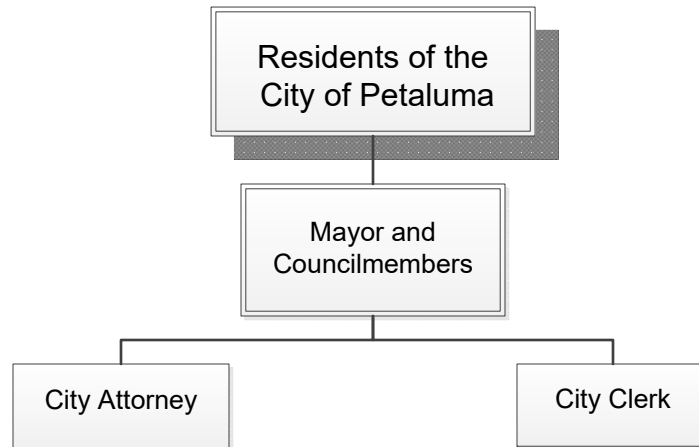 Residents of the
City of Petaluma
Mayor and
Councilmembers
City Attorney
City Clerk